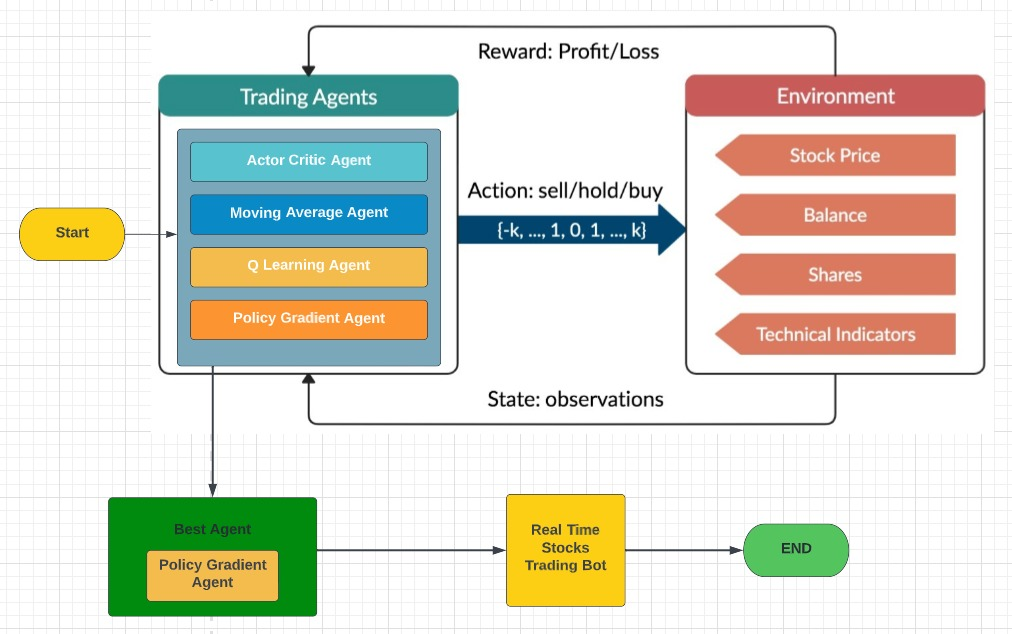 Reward: Profit/Loss
Trading Agents
Environment
Actor Critic Agent
Moving Average Agent
Q Learning Agent
Policy Gradient Agent
Start
Action: sell/hold/buy
{-k, ..., 1, 0, 1, ..., k}
Stock Price
Balance
Shares
Technical Indicators
State: observations
Best Agent
Policy Gradient
Agent
Real Time
Stocks
Trading Bot
END